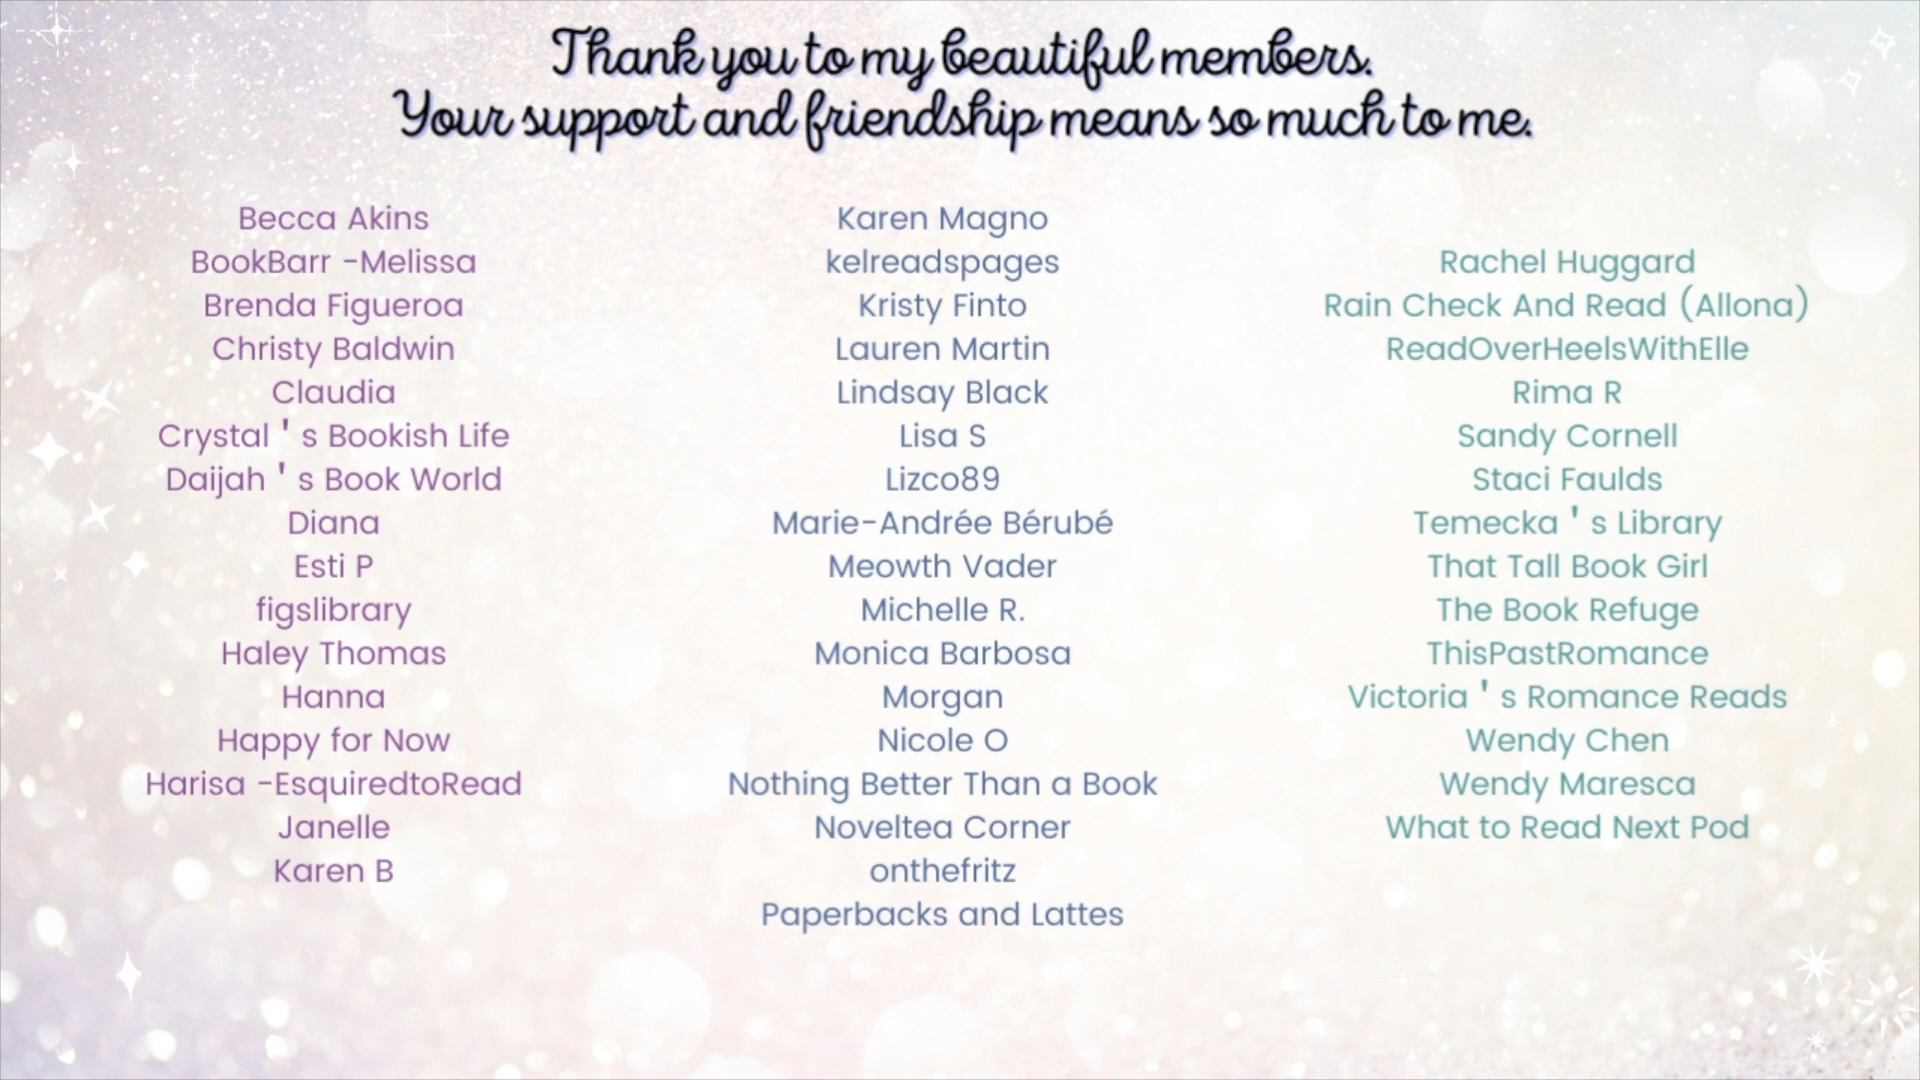 Thank you to my beautiful members.
Your support and friendship means so much to me.
Becca Akins
BookBarr -Melissa
Brenda Figueroa
Christy Baldwin
Claudia
Crystal ' s Bookish Life
Daijah ' s Book World
Diana
Esti P
figslibrary
Haley Thomas
Hanna
Happy for Now
Harisa -EsquiredtoRead
Janelle
Karen B
Karen Magno
kelreadspages
Kristy Finto
Lauren Martin
Lindsay Black
Lisa S
Lizco89
Marie-Andrée Bérubé
Meowth Vader
Michelle R.
Monica Barbosa
Morgan
Nicole O
Nothing Better Than a Book
Noveltea Corner
onthefritz
Paperbacks and Lattes
Rachel Huggard
Rain Check And Read (Allona)
ReadOverHeelsWithElle
Rima R
Sandy Cornell
Staci Faulds
Temecka ' s Library
That Tall Book Girl
The Book Refuge
ThisPastRomance
Victoria ' s Romance Reads
Wendy Chen
Wendy Maresca
What to Read Next Pod